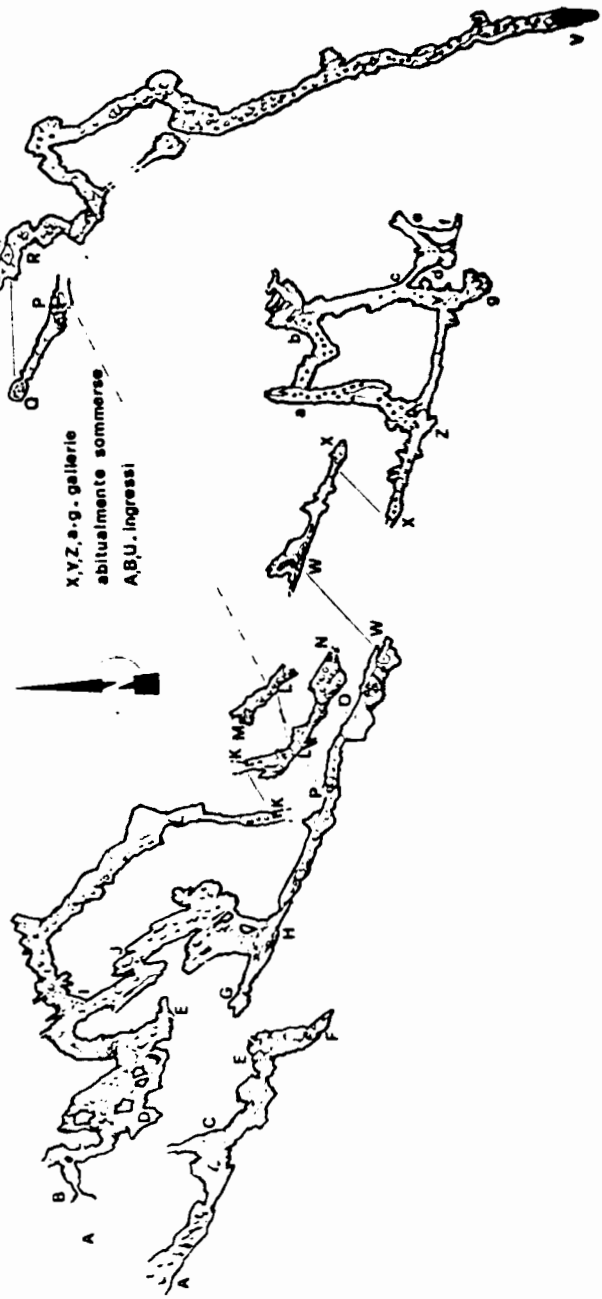 X,Y,Z,a-g. gallerie
abitualmente sommerse
A,B,U. ingressi
A
B
D
E
I
J
G
H
K
K
M
L
L
N
O
P
W
A
C
E
F
W
X
X
Z
a
b
c
d
e
f
g
Y
Q
P
R
V